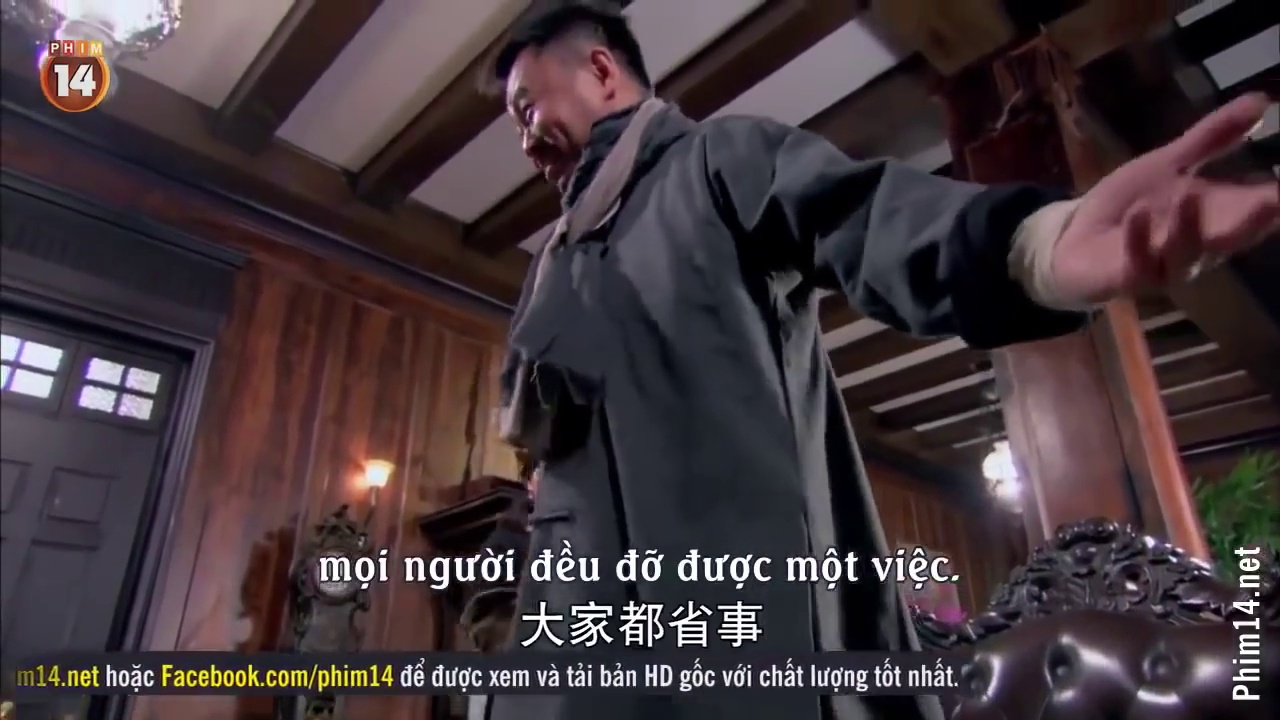 PHIM
14
mọi người đều đỡ được một việc.
大家都省事
m14.net hoặc Facebook.com/phim14 để được xem và tải bản HD gốc với chất lượng tốt nhất.
Phim14.net